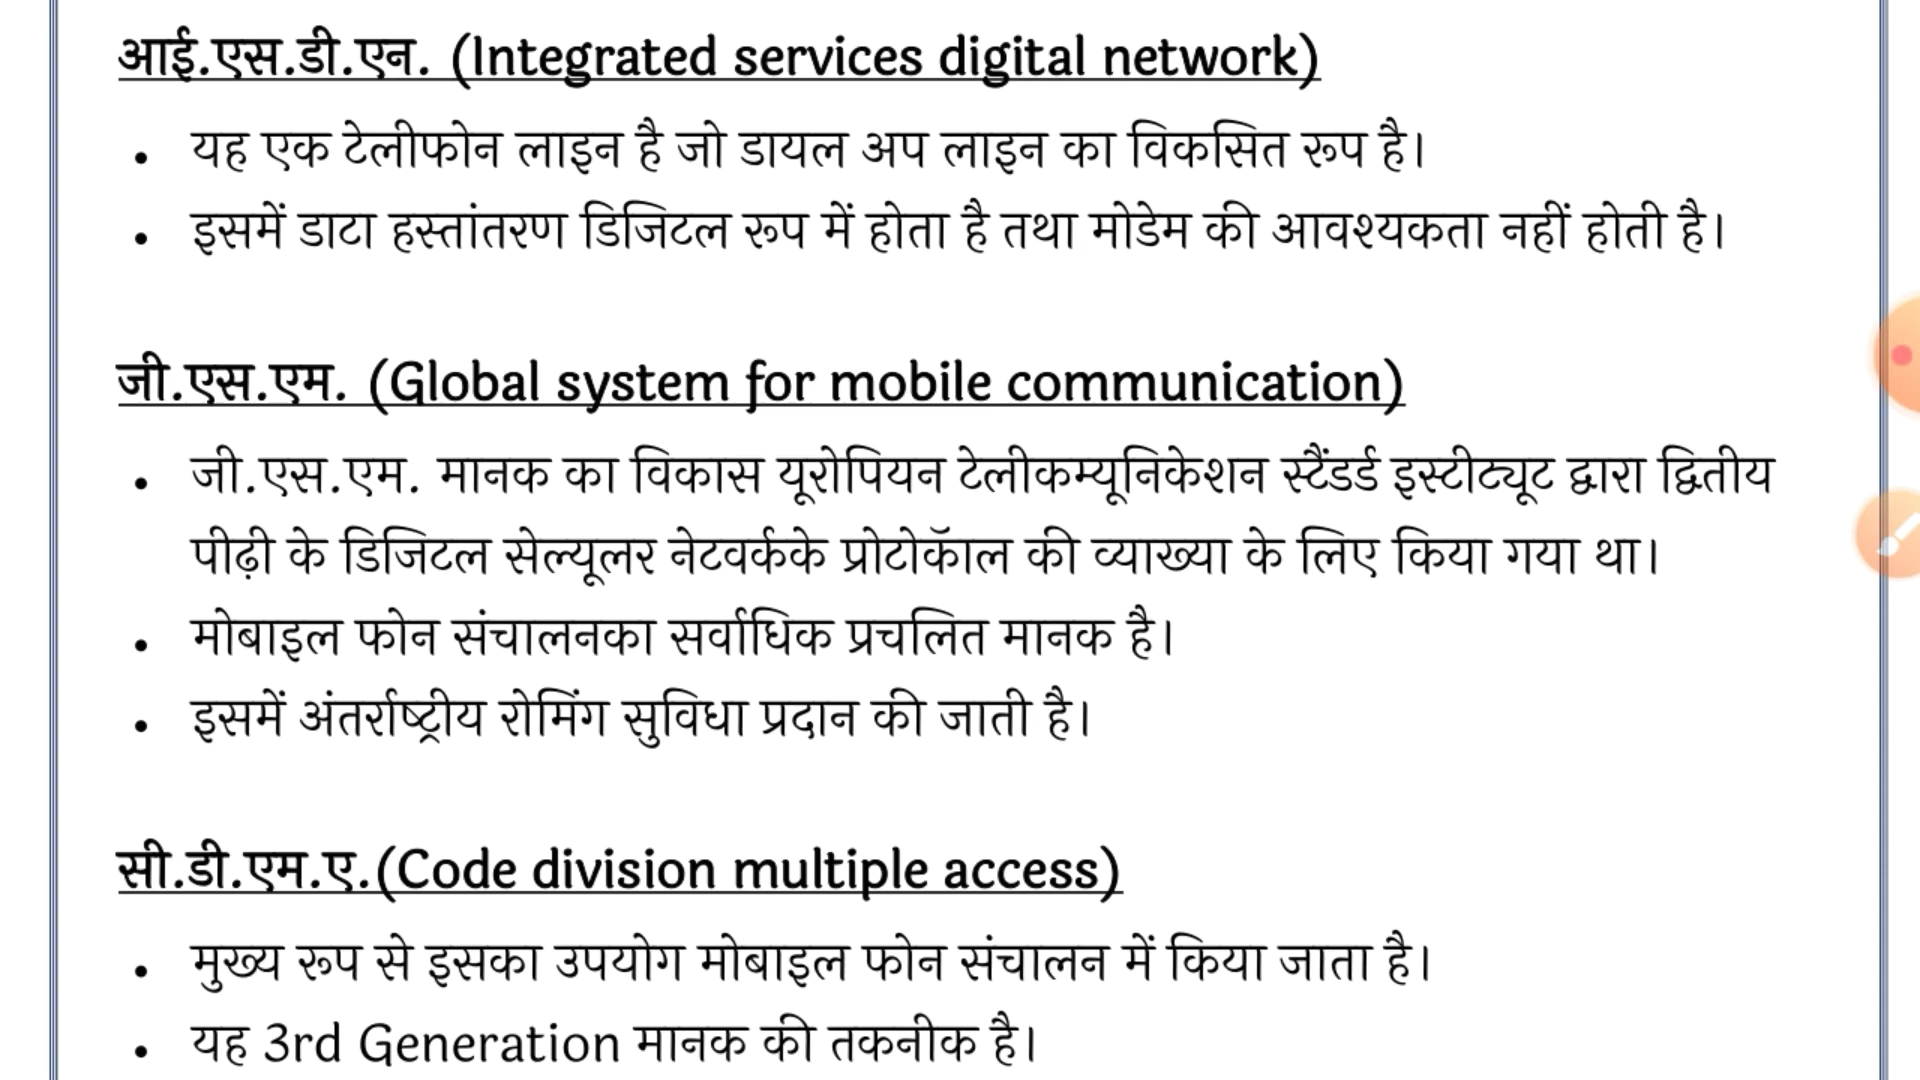 आई.एस.डी.एन. (Integrated services digital network)
• यह एक टेलीफोन लाइन है जो डायल अप लाइन का विकसित रूप है।
• इसमें डाटा हस्तांतरण डिजिटल रूप में होता है तथा मोडेम की आवश्यकता नहीं होती है।
जी.एस.एम. (Global system for mobile communication)
• जी.एस.एम. मानक का विकास यूरोपियन टेलीकम्यूनिकेशन स्टैंडर्ड इस्टीट्यूट द्वारा द्वितीय
पीढ़ी के डिजिटल सेल्यूलर नेटवर्कके प्रोटोकॅाल की व्याख्या के लिए किया गया था।
• मोबाइल फोन संचालनका सर्वाधिक प्रचलित मानक है।
• इसमें अंतर्राष्ट्रीय रोमिंग सुविधा प्रदान की जाती है।
सी.डी.एम.ए.(Code division multiple access)
• मुख्य रूप से इसका उपयोग मोबाइल फोन संचालन में किया जाता है।
• यह 3rd Generation मानक की तकनीक है।